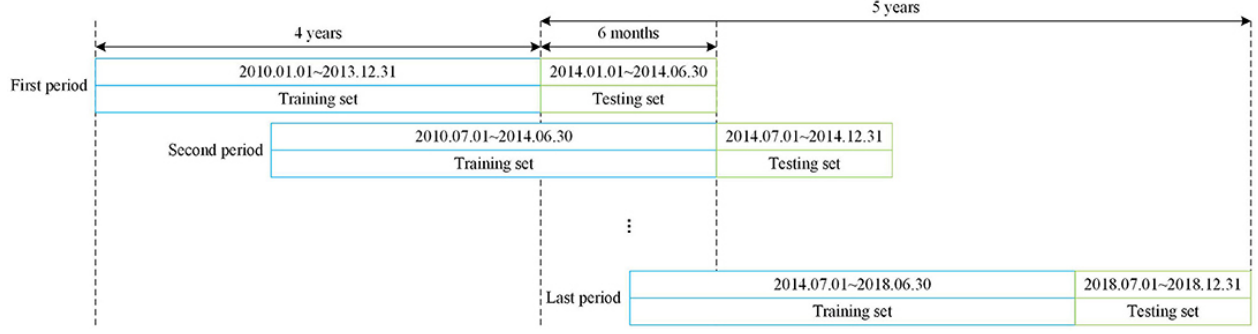 5 years
4 years
6 months
First period
2010.01.01~2013.12.31
2014.01.01~2014.06.30
Training set
Testing set
Second period
2010.07.01~2014.06.30
2014.07.01~2014.12.31
Training set
Testing set
⋮
Last period
2014.07.01~2018.06.30
2018.07.01~2018.12.31
Training set
Testing set